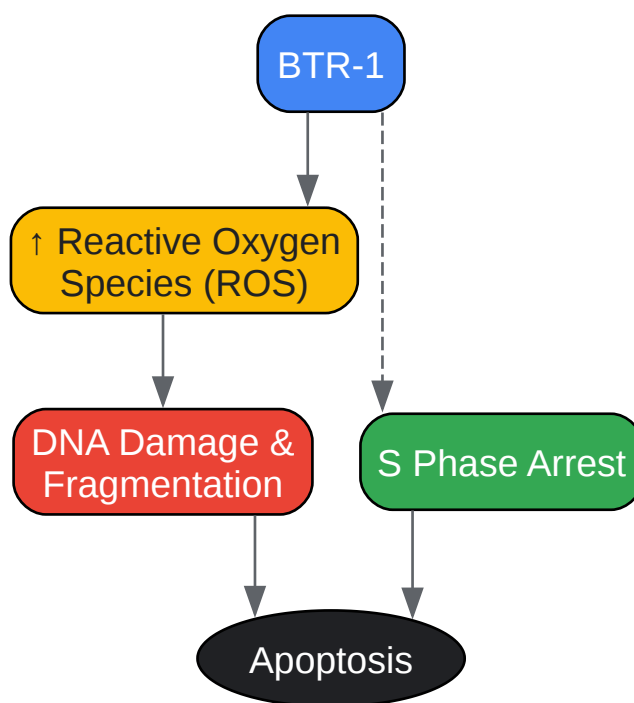 BTR-1
↑ Reactive Oxygen
Species (ROS)
DNA Damage &
Fragmentation
S Phase Arrest
Apoptosis